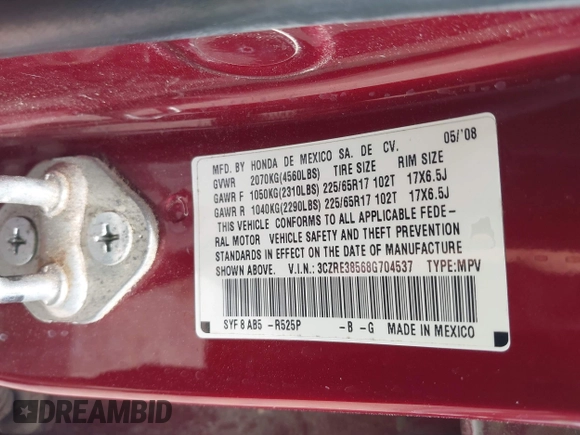 05/'08
MFD. BY HONDA DE MEXICO SA. DE CV.
GVWR 2070KG(4560LBS) TIRE SIZE RIM SIZE
GAWR F 1050KG(2310LBS) 225/65R17 102T 17X6.5J
GAWR R 1040KG(2290LBS) 225/65R17 102T 17X6.5J
THIS VEHICLE CONFORMS TO ALL APPLICABLE FEDE-
RAL MOTOR VEHICLE SAFETY AND THEFT PREVENTION
STANDARDS IN EFFECT ON THE DATE OF MANUFACTURE
SHOWN ABOVE. V.I.N.: 3CZRE38568G704537 TYPE:MPV
SYF 8 AB5 -R525P -B -G MADE IN MEXICO
DREAMBID